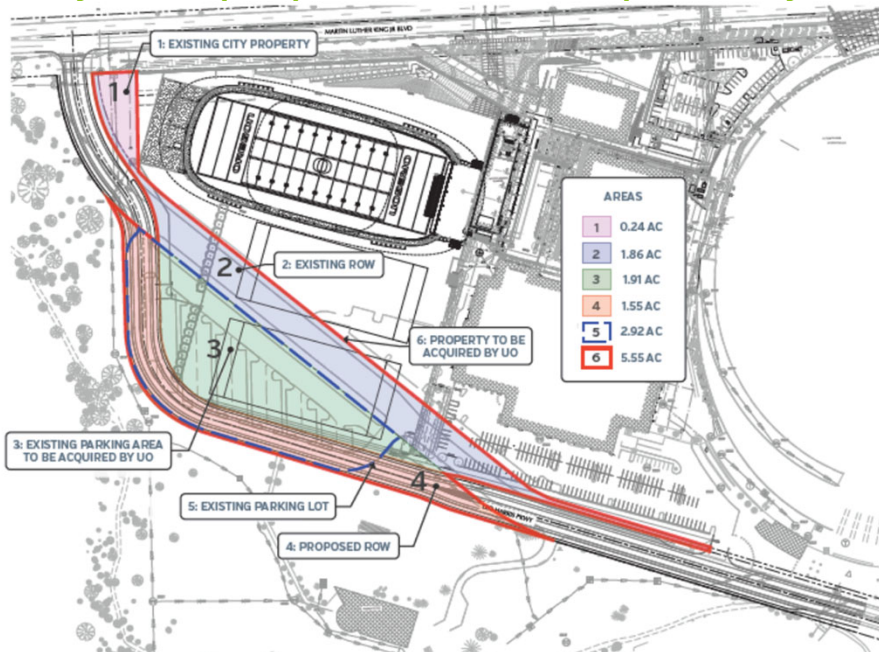 MARTIN LUTHER KING JR BLVD
1: EXISTING CITY PROPERTY
1
OREGON
OREGON
AREAS
1 0.24 AC
2 1.86 AC
3 1.91 AC
4 1.55 AC
5 2.92 AC
6 5.55 AC
2
2: EXISTING ROW
6: PROPERTY TO BE
ACQUIRED BY UO
3
3: EXISTING PARKING AREA
TO BE ACQUIRED BY UO
4
5: EXISTING PARKING LOT
4: PROPOSED ROW